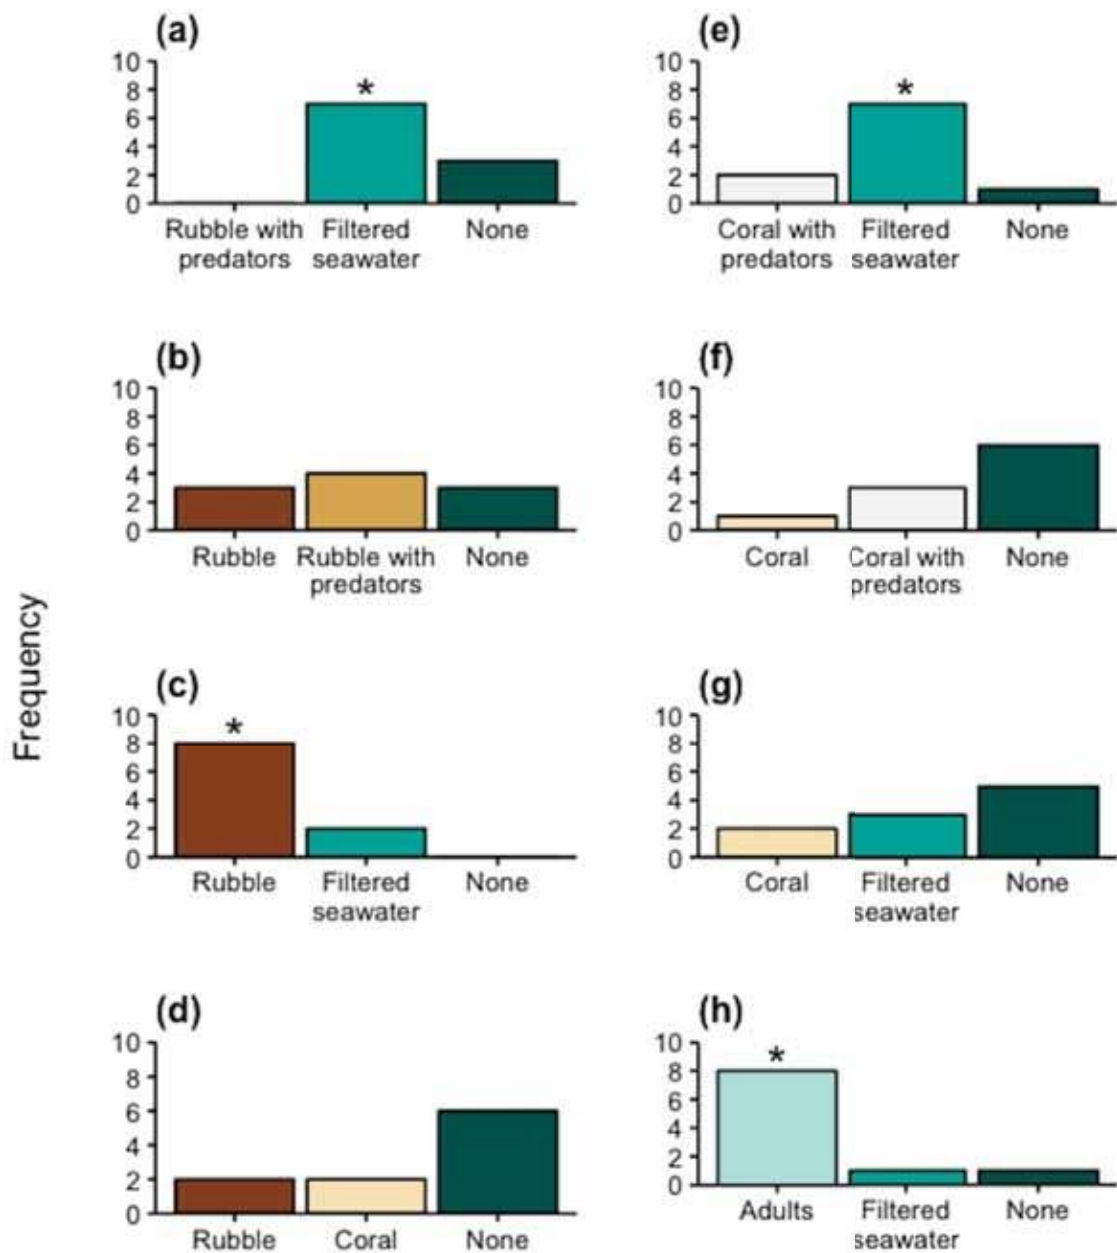 (a)
10
8
6
4
2
0
*
Rubble with Filtered None
predators seawater
(e)
10
8
6
4
2
0
*
Coral with Filtered None
predators seawater
(b)
10
8
6
4
2
0
Rubble Rubble with None
predators
(f)
10
8
6
4
2
0
Coral Coral with None
predators
Frequency
(c)
10
8
6
4
2
0
*
Rubble Filtered None
seawater
(g)
10
8
6
4
2
0
Coral Filtered None
seawater
(d)
10
8
6
4
2
0
Rubble Coral None
(h)
10
8
6
4
2
0
*
Adults Filtered None
seawater